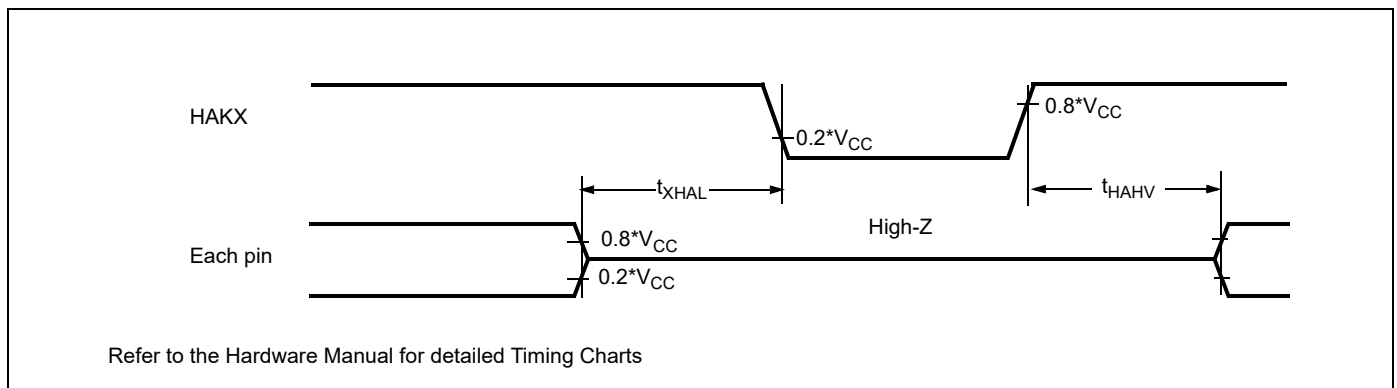 HAKX
0.8*VCC
0.2*VCC
tXHAL
tHAHV
High-Z
Each pin
0.8*VCC
0.2*VCC
Refer to the Hardware Manual for detailed Timing Charts